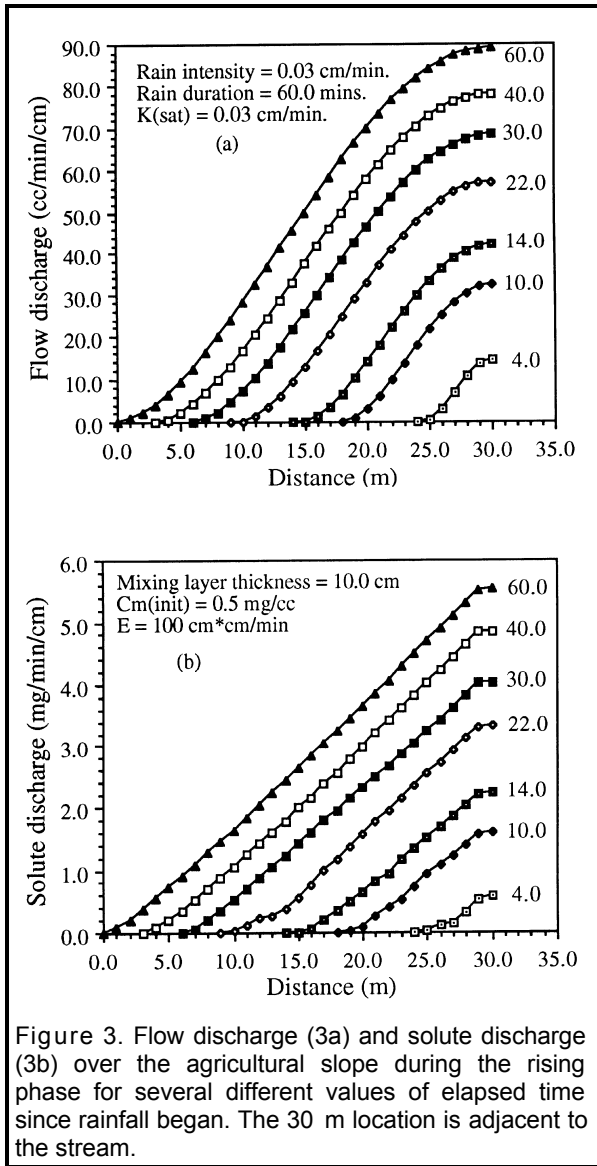 Rain intensity = 0.03 cm/min.
Rain duration = 60.0 mins.
K(sat) = 0.03 cm/min.
(a)
Flow discharge (cc/min/cm)
90.0
80.0
70.0
60.0
50.0
40.0
30.0
20.0
10.0
0.0
60.0
40.0
30.0
22.0
14.0
10.0
4.0
0.0 5.0 10.0 15.0 20.0 25.0 30.0 35.0
Distance (m)
Mixing layer thickness = 10.0 cm
Cm(init) = 0.5 mg/cc
E = 100 cm*cm/min
(b)
Solute discharge (mg/min/cm)
6.0
5.0
4.0
3.0
2.0
1.0
0.0
60.0
40.0
30.0
22.0
14.0
10.0
4.0
0.0 5.0 10.0 15.0 20.0 25.0 30.0 35.0
Distance (m)
Figure 3. Flow discharge (3a) and solute discharge
(3b) over the agricultural slope during the rising
phase for several different values of elapsed time
since rainfall began. The 30 m location is adjacent to
the stream.